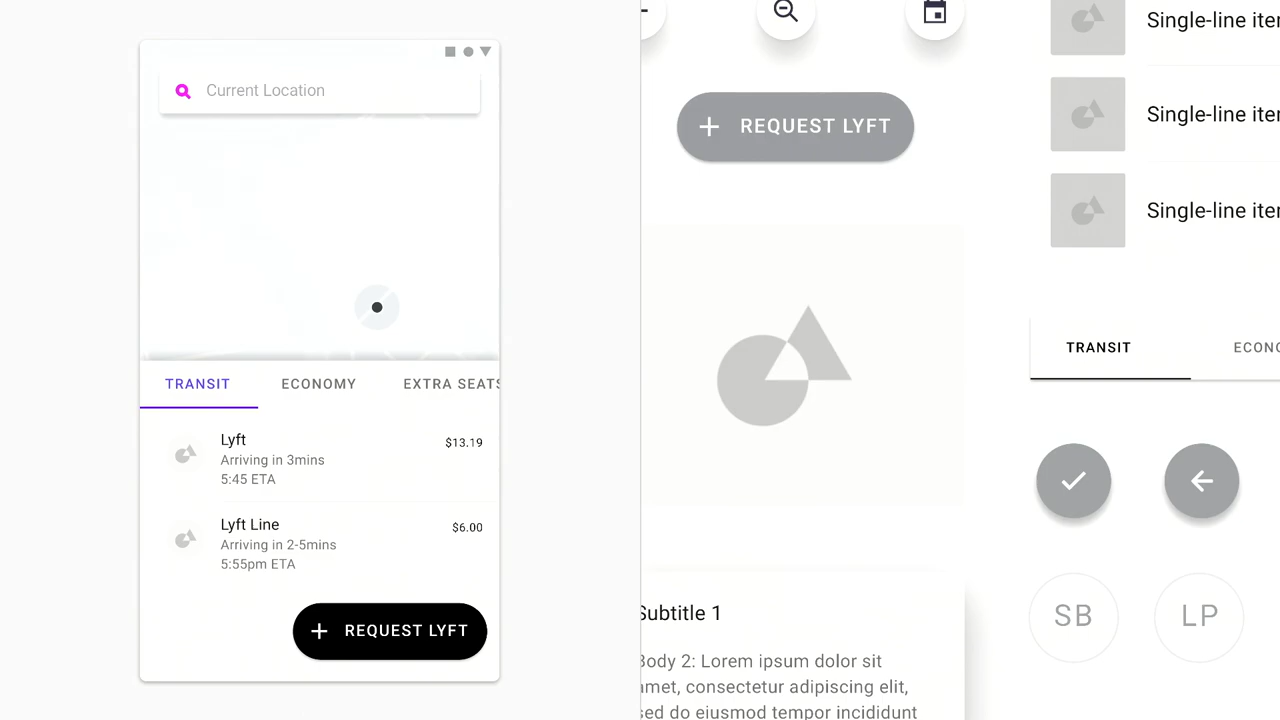 Current Location
TRANSIT
ECONOMY
EXTRA SEATS
Lyft
$13.19
Arriving in 3mins
5:45 ETA
Lyft Line
$6.00
Arriving in 2-5mins
5:55pm ETA
+ REQUEST LYFT
+ REQUEST LYFT
Subtitle 1
Body 2: Lorem ipsum dolor sit
amet, consectetur adipiscing elit,
sed do eiusmod tempor incididunt
Single-line iter
Single-line iter
Single-line iter
TRANSIT
ECONO
SB
LP